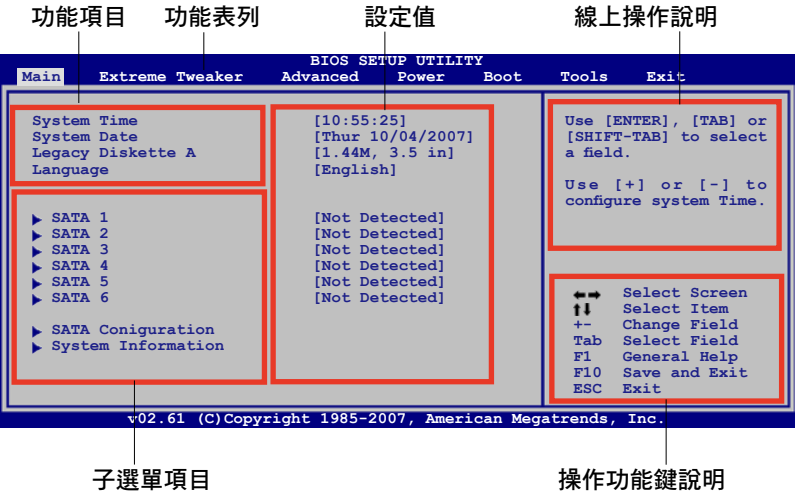 功能項目 功能表列 設定值 線上操作說明
BIOS SETUP UTILITY
Main Extreme Tweaker Advanced Power Boot Tools Exit
System Time [10:55:25]
System Date [Thur 10/04/2007]
Legacy Diskette A [1.44M, 3.5 in]
Language [English]
SATA 1 [Not Detected]
SATA 2 [Not Detected]
SATA 3 [Not Detected]
SATA 4 [Not Detected]
SATA 5 [Not Detected]
SATA 6 [Not Detected]
SATA Coniguration
System Information
Use [ENTER], [TAB] or
[SHIFT-TAB] to select
a field.
Use [+] or [-] to
configure system Time.
←→ Select Screen
↑↓ Select Item
+- Change Field
Tab Select Field
F1 General Help
F10 Save and Exit
ESC Exit
v02.61 (C)Copyright 1985-2007, American Megatrends, Inc.
子選單項目 操作功能鍵說明